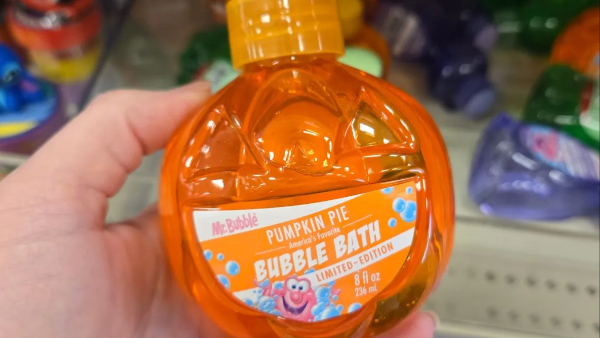 Mr. Bubble
PUMPKIN PIE
America's Favorite
BUBBLE BATH
LIMITED-EDITION
8 fl oz
236 mL